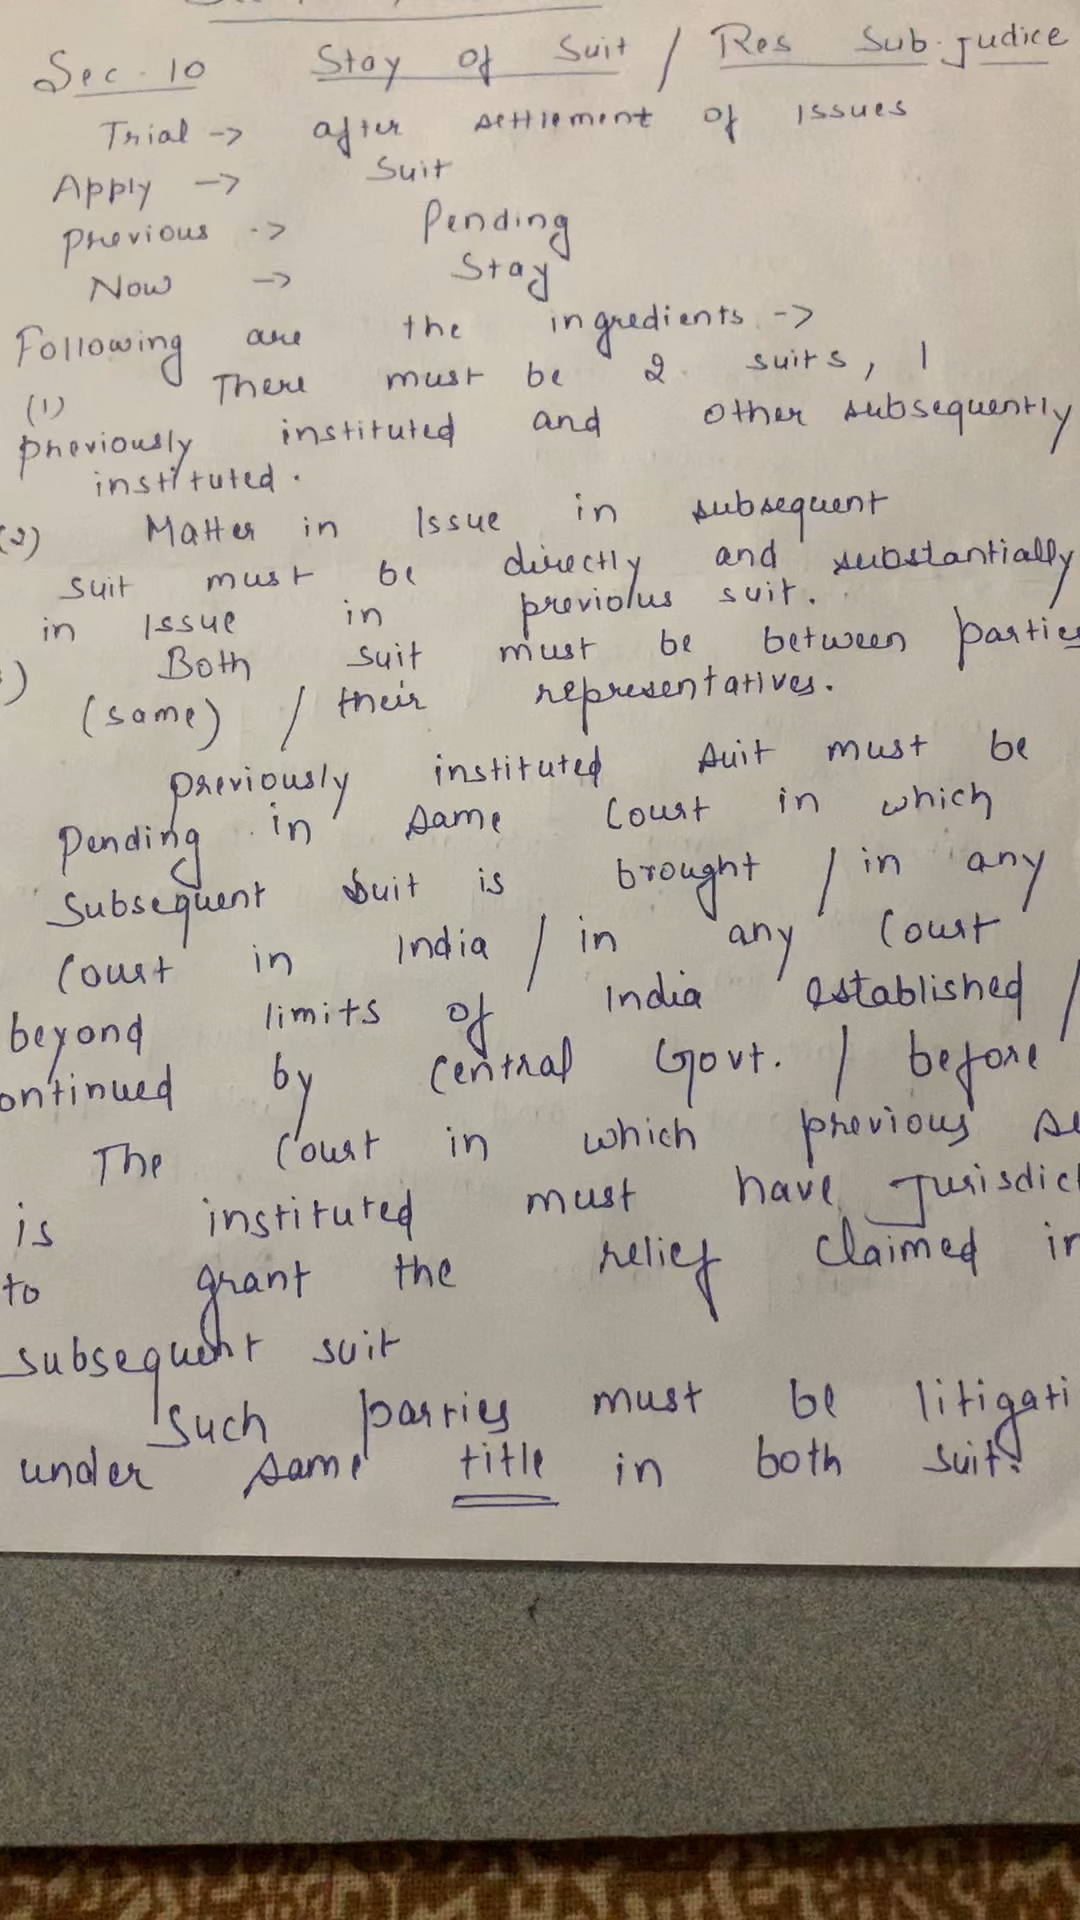 Sec. 10 Stay of Suit / Res Sub-Judice
Trial -> after settlement of Issues
Apply -> Suit
previous -> Pending
Now -> Stay
Following are the ingredients ->
(1) There must be 2 suits, 1
previously instituted and other subsequently
instituted.
(2) Matter in Issue in subsequent
suit must be directly and substantially
in Issue in previous suit.
) Both suit must be between parties
(same) / their representatives.
previously instituted suit must be
Pending in same Court in which
Subsequent Suit is brought / in any
Court in India / in any Court
beyond limits of India established /
ontinued by Central Govt. / before
The Court in which previous
is instituted must have Jurisdict
to grant the relief claimed in
subsequent suit
Such parties must be litigati
under same title in both suit.